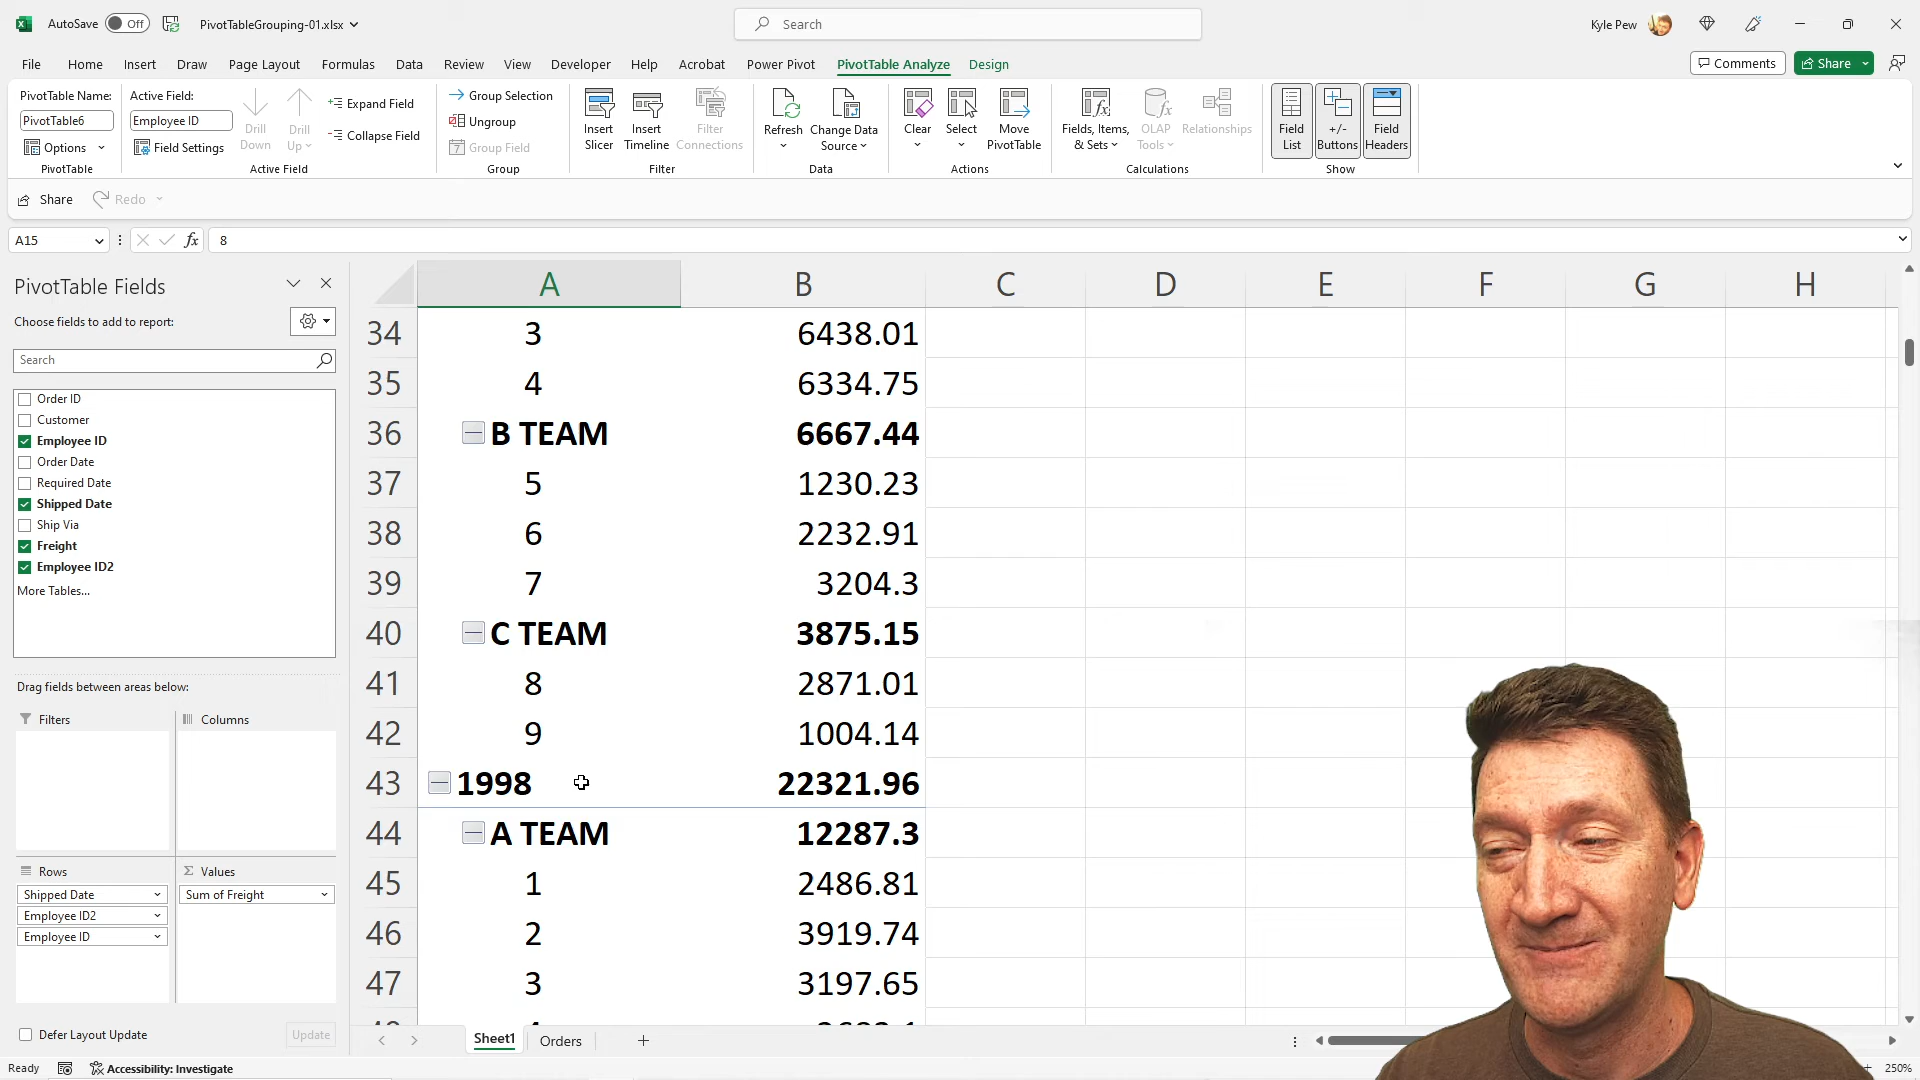 AutoSave Off PivotTableGrouping-01.xlsx Search Kyle Pew
File Home Insert Draw Page Layout Formulas Data Review View Developer Help Acrobat Power Pivot PivotTable Analyze Design Comments Share
PivotTable Name:
PivotTable6
Options
PivotTable
Active Field:
Employee ID
Field Settings
Drill Down
Drill Up
Expand Field
Collapse Field
Active Field
Group Selection
Ungroup
Group Field
Group
Insert Slicer
Insert Timeline
Filter Connections
Filter
Refresh
Change Data Source
Data
Clear
Select
Move PivotTable
Actions
Fields, Items, & Sets
OLAP Tools
Relationships
Calculations
Field List
+/- Buttons
Field Headers
Show
Share Redo
A15 fx 8
PivotTable Fields
Choose fields to add to report:
Search
Order ID
Customer
Employee ID
Order Date
Required Date
Shipped Date
Ship Via
Freight
Employee ID2
More Tables...
Drag fields between areas below:
Filters Columns
Rows Σ Values
Shipped Date Sum of Freight
Employee ID2
Employee ID
Defer Layout Update Update
A B C D E F G H
34 3 6438.01
35 4 6334.75
36 B TEAM 6667.44
37 5 1230.23
38 6 2232.91
39 7 3204.3
40 C TEAM 3875.15
41 8 2871.01
42 9 1004.14
43 1998 22321.96
44 A TEAM 12287.3
45 1 2486.81
46 2 3919.74
47 3 3197.65
Sheet1 Orders
Ready Accessibility: Investigate 250%